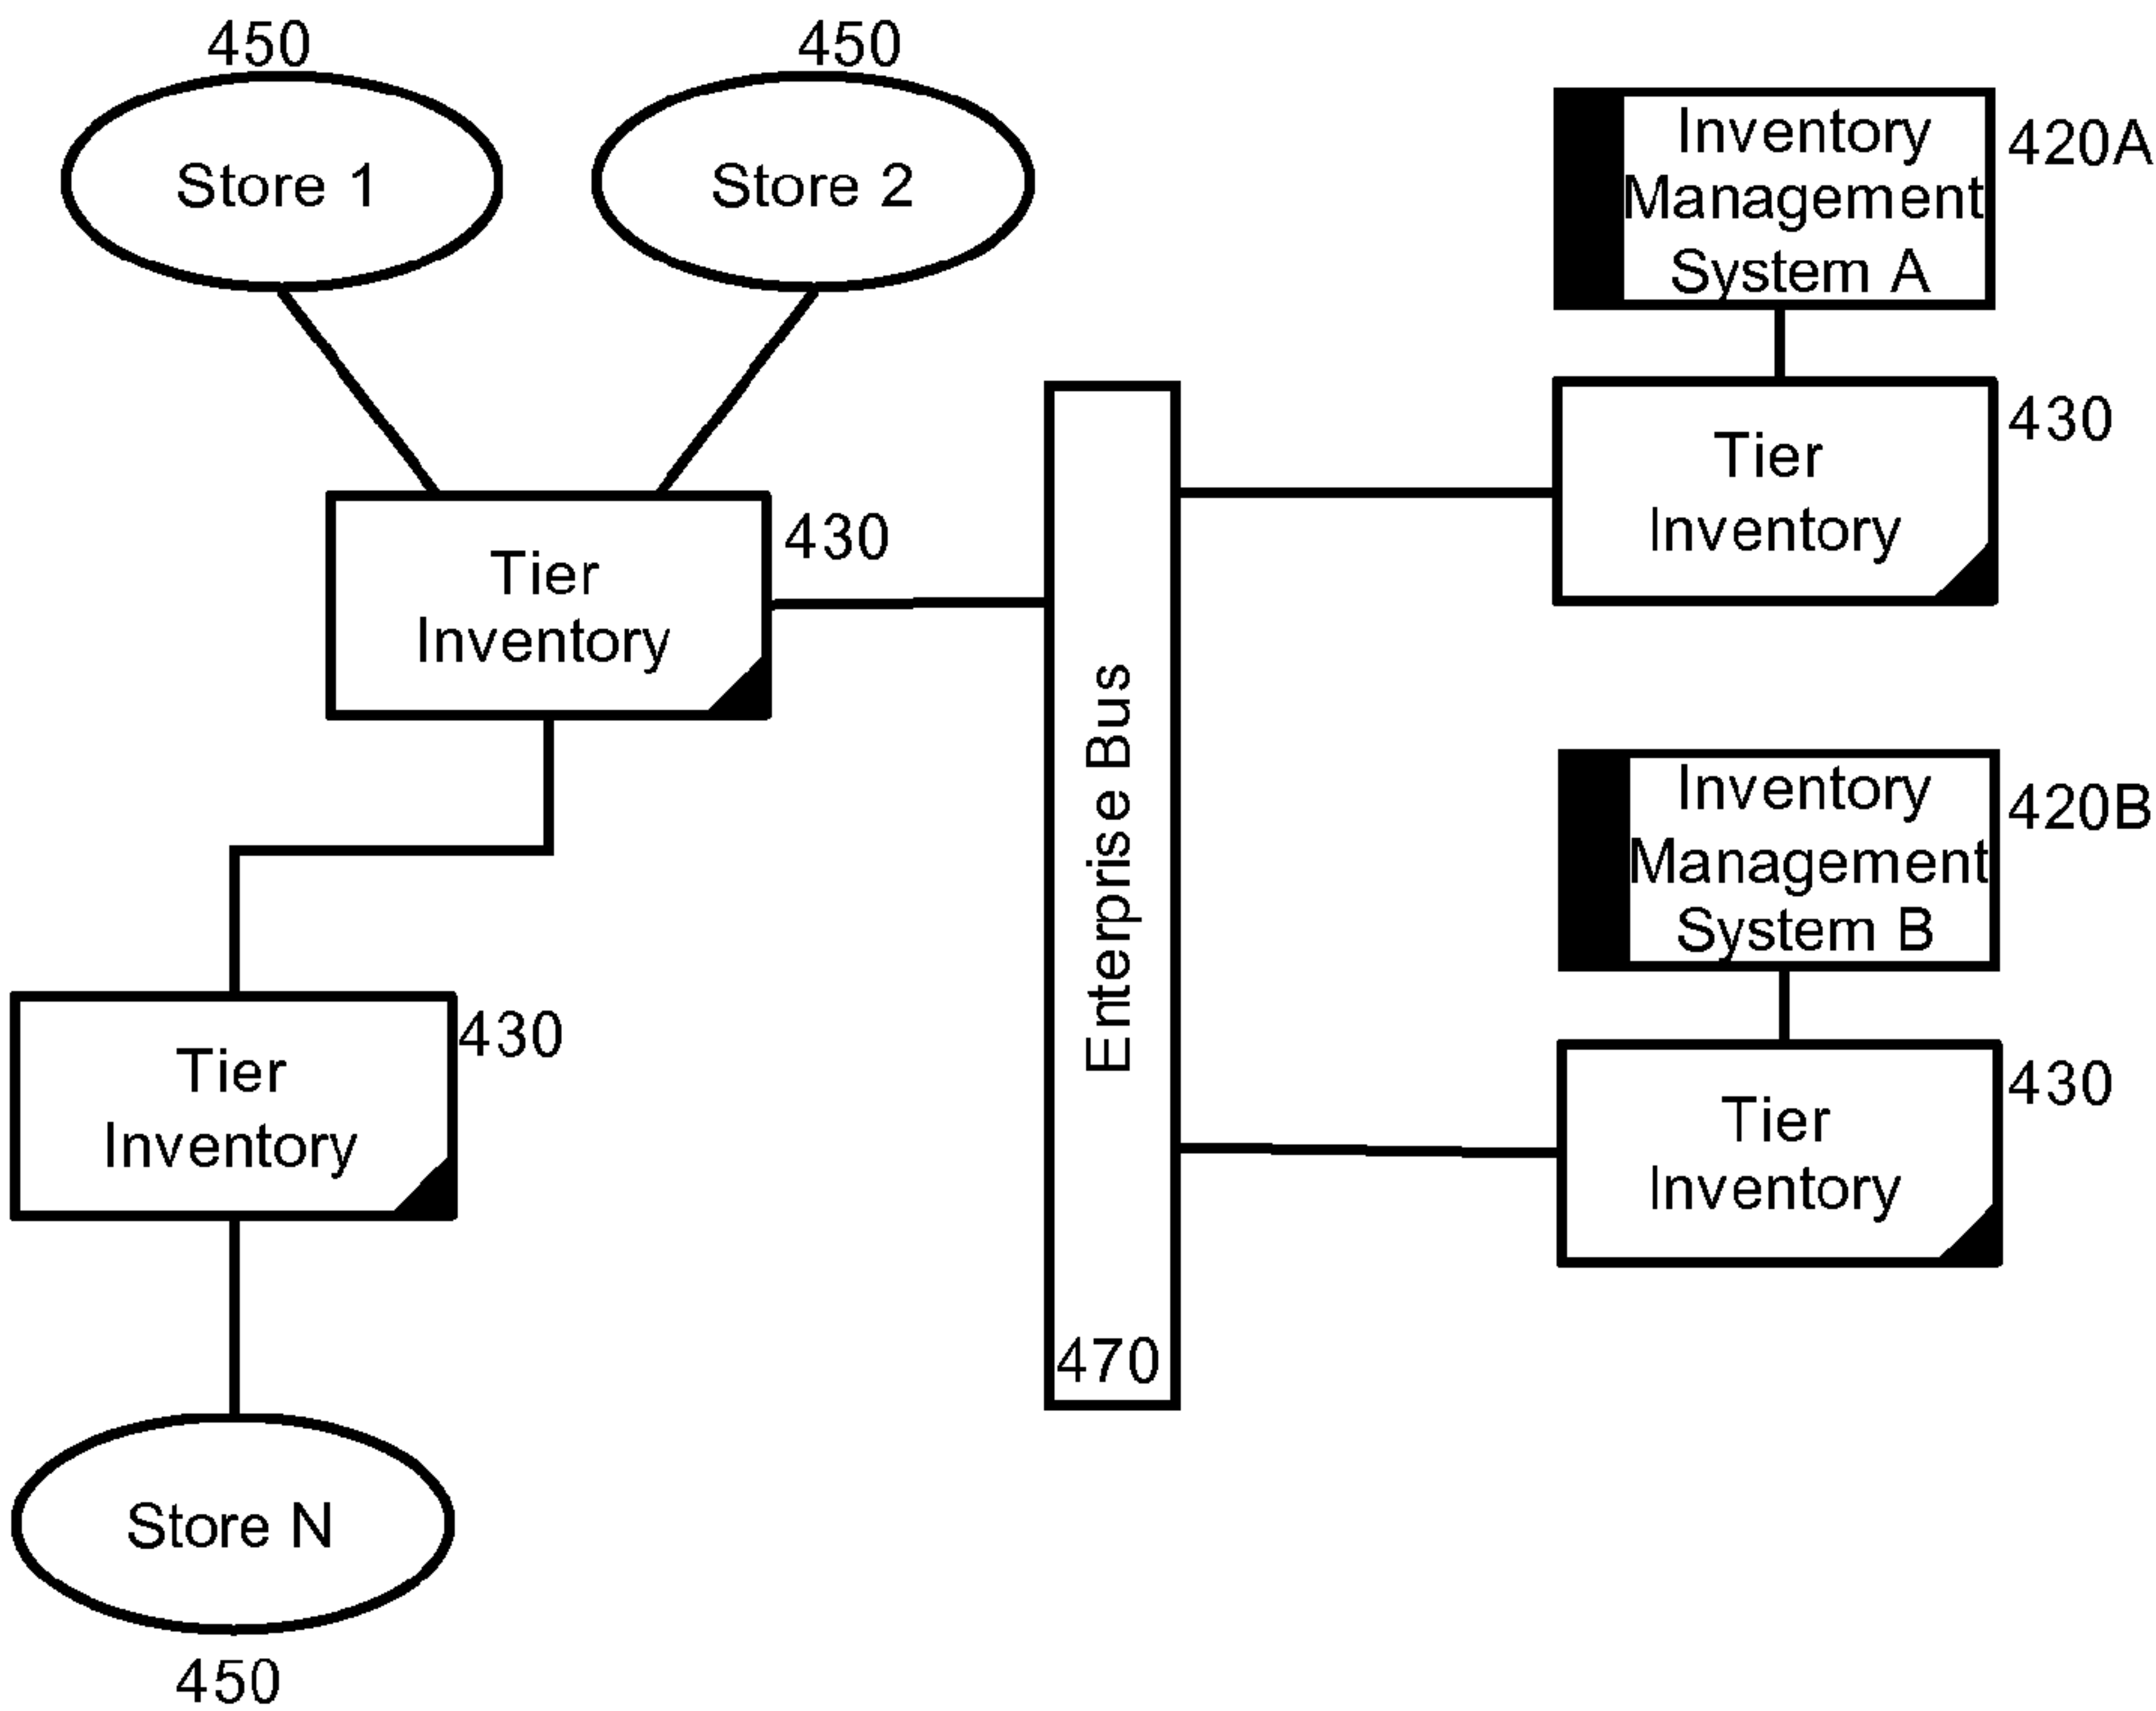 450
450
Store 1
Store 2
Inventory
Management
System A
420A
Tier
Inventory
430
Tier
Inventory
430
Enterprise Bus
470
Inventory
Management
System B
420B
Tier
Inventory
430
Tier
Inventory
430
Store N
450